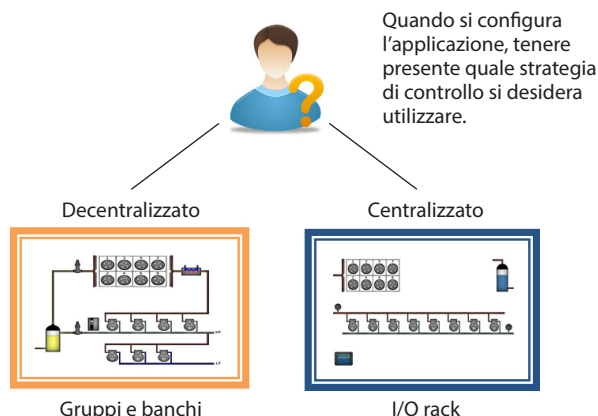 Quando si configura
l'applicazione, tenere
presente quale strategia
di controllo si desidera
utilizzare.
Decentralizzato
Centralizzato
Gruppi e banchi
I/O rack